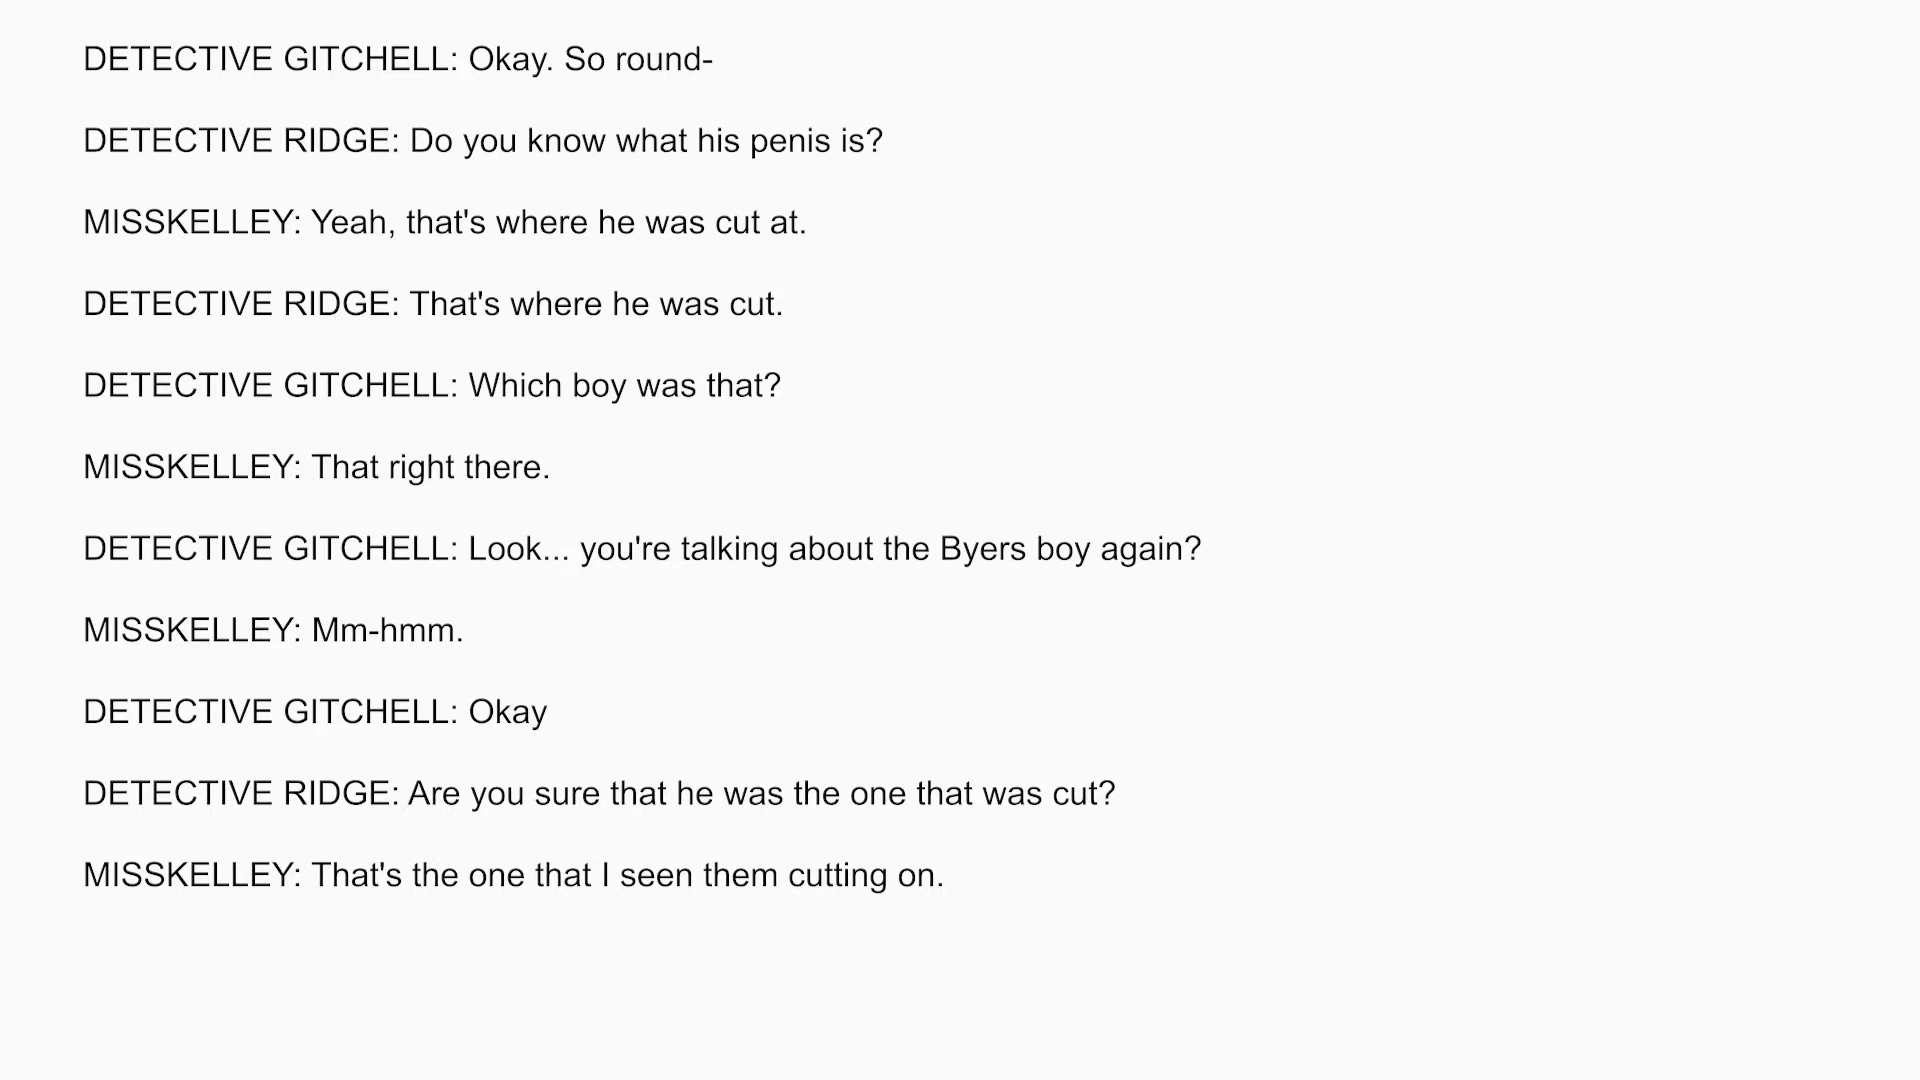 DETECTIVE GITCHELL: Okay. So round-
DETECTIVE RIDGE: Do you know what his penis is?
MISSKELLEY: Yeah, that's where he was cut at.
DETECTIVE RIDGE: That's where he was cut.
DETECTIVE GITCHELL: Which boy was that?
MISSKELLEY: That right there.
DETECTIVE GITCHELL: Look... you're talking about the Byers boy again?
MISSKELLEY: Mm-hmm.
DETECTIVE GITCHELL: Okay
DETECTIVE RIDGE: Are you sure that he was the one that was cut?
MISSKELLEY: That's the one that I seen them cutting on.